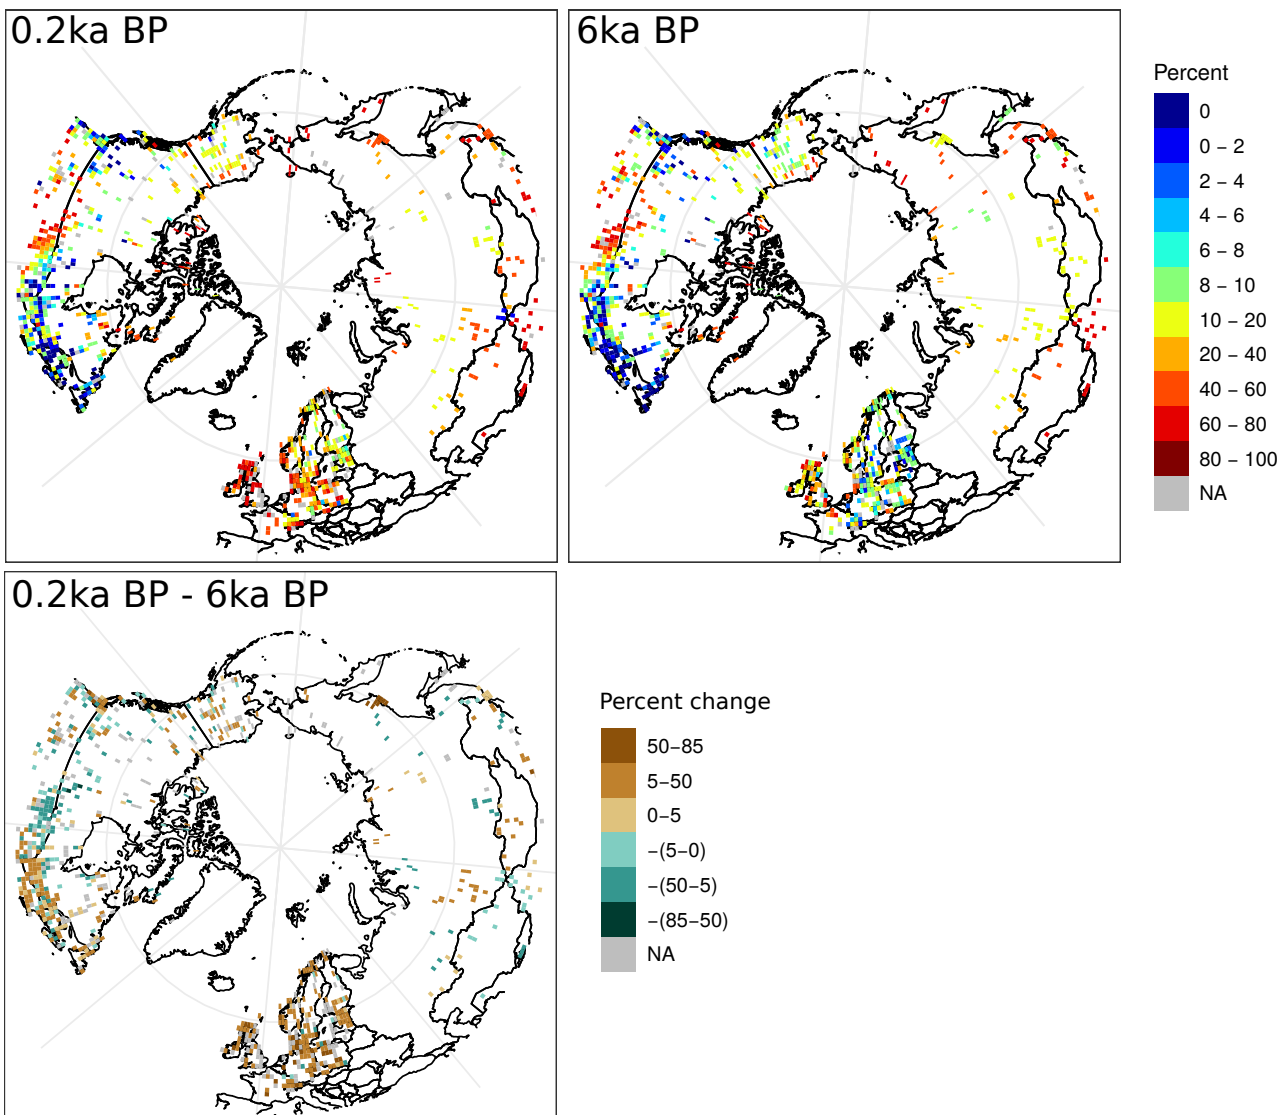 0.2ka BP
6ka BP
Percent
0
0 − 2
2 − 4
4 − 6
6 − 8
8 − 10
10 − 20
20 − 40
40 − 60
60 − 80
80 − 100
NA
0.2ka BP - 6ka BP
Percent change
50−85
5−50
0−5
−(5−0)
−(50−5)
−(85−50)
NA